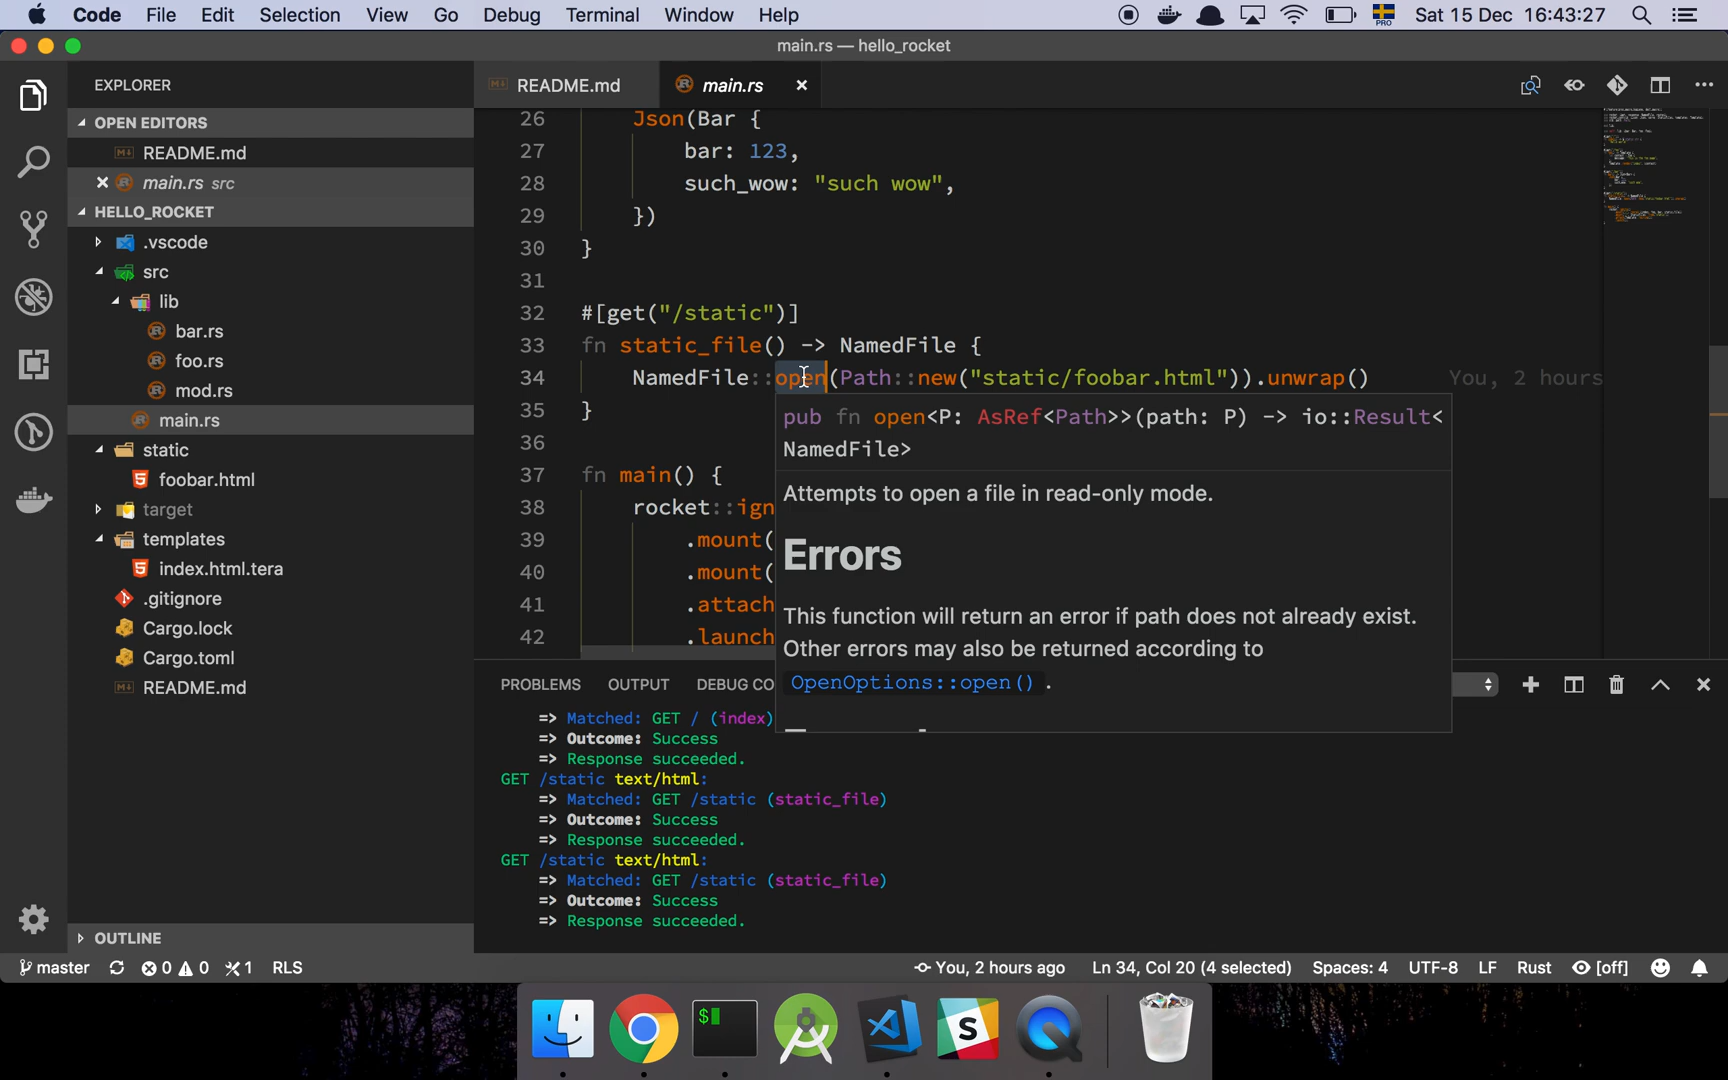 Code File Edit Selection View Go Debug Terminal Window Help PRO Sat 15 Dec 16:43:27
main.rs — hello_rocket
EXPLORER
OPEN EDITORS
README.md
main.rs src
HELLO_ROCKET
.vscode
src
lib
bar.rs
foo.rs
mod.rs
main.rs
static
foobar.html
target
templates
index.html.tera
.gitignore
Cargo.lock
Cargo.toml
README.md
OUTLINE
README.md main.rs
26 Json(Bar {
27 bar: 123,
28 such_wow: "such wow",
29 })
30 }
31
32 #[get("/static")]
33 fn static_file() -> NamedFile {
34 NamedFile::open(Path::new("static/foobar.html")).unwrap() You, 2 hours
35 }
36
37 fn main() {
38 rocket::ign
39 .mount(
40 .mount(
41 .attach
42 .launch
pub fn open<P: AsRef<Path>>(path: P) -> io::Result<
NamedFile>
Attempts to open a file in read-only mode.
Errors
This function will return an error if path does not already exist.
Other errors may also be returned according to
OpenOptions::open() .
PROBLEMS OUTPUT DEBUG CO
=> Matched: GET / (index)
=> Outcome: Success
=> Response succeeded.
GET /static text/html:
=> Matched: GET /static (static_file)
=> Outcome: Success
=> Response succeeded.
GET /static text/html:
=> Matched: GET /static (static_file)
=> Outcome: Success
=> Response succeeded.
master 0 0 1 RLS You, 2 hours ago Ln 34, Col 20 (4 selected) Spaces: 4 UTF-8 LF Rust [off]
$
S